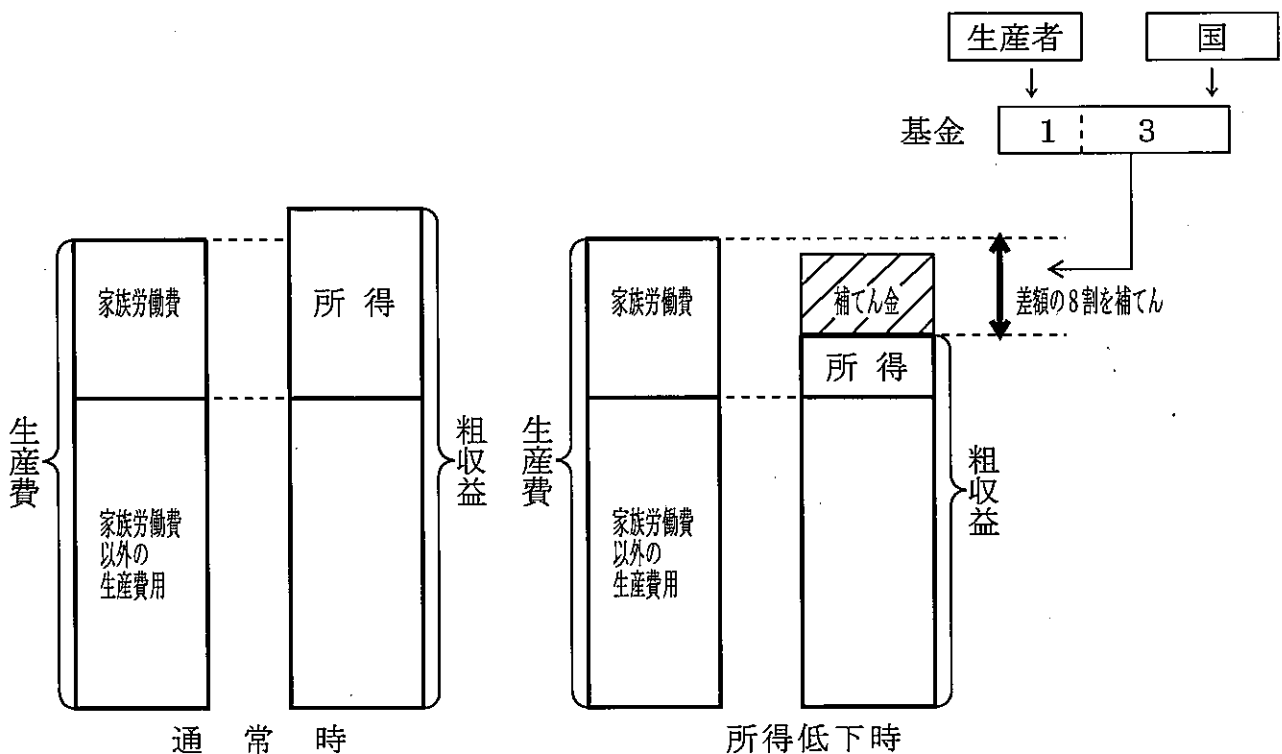 生産者
国
基金
1
3
家族労働費
所得
生産費
粗収益
家族労働費
以外の
生産費用
通常時
家族労働費
補てん金
差額の8割を補てん
所得
生産費
粗収益
家族労働費
以外の
生産費用
所得低下時